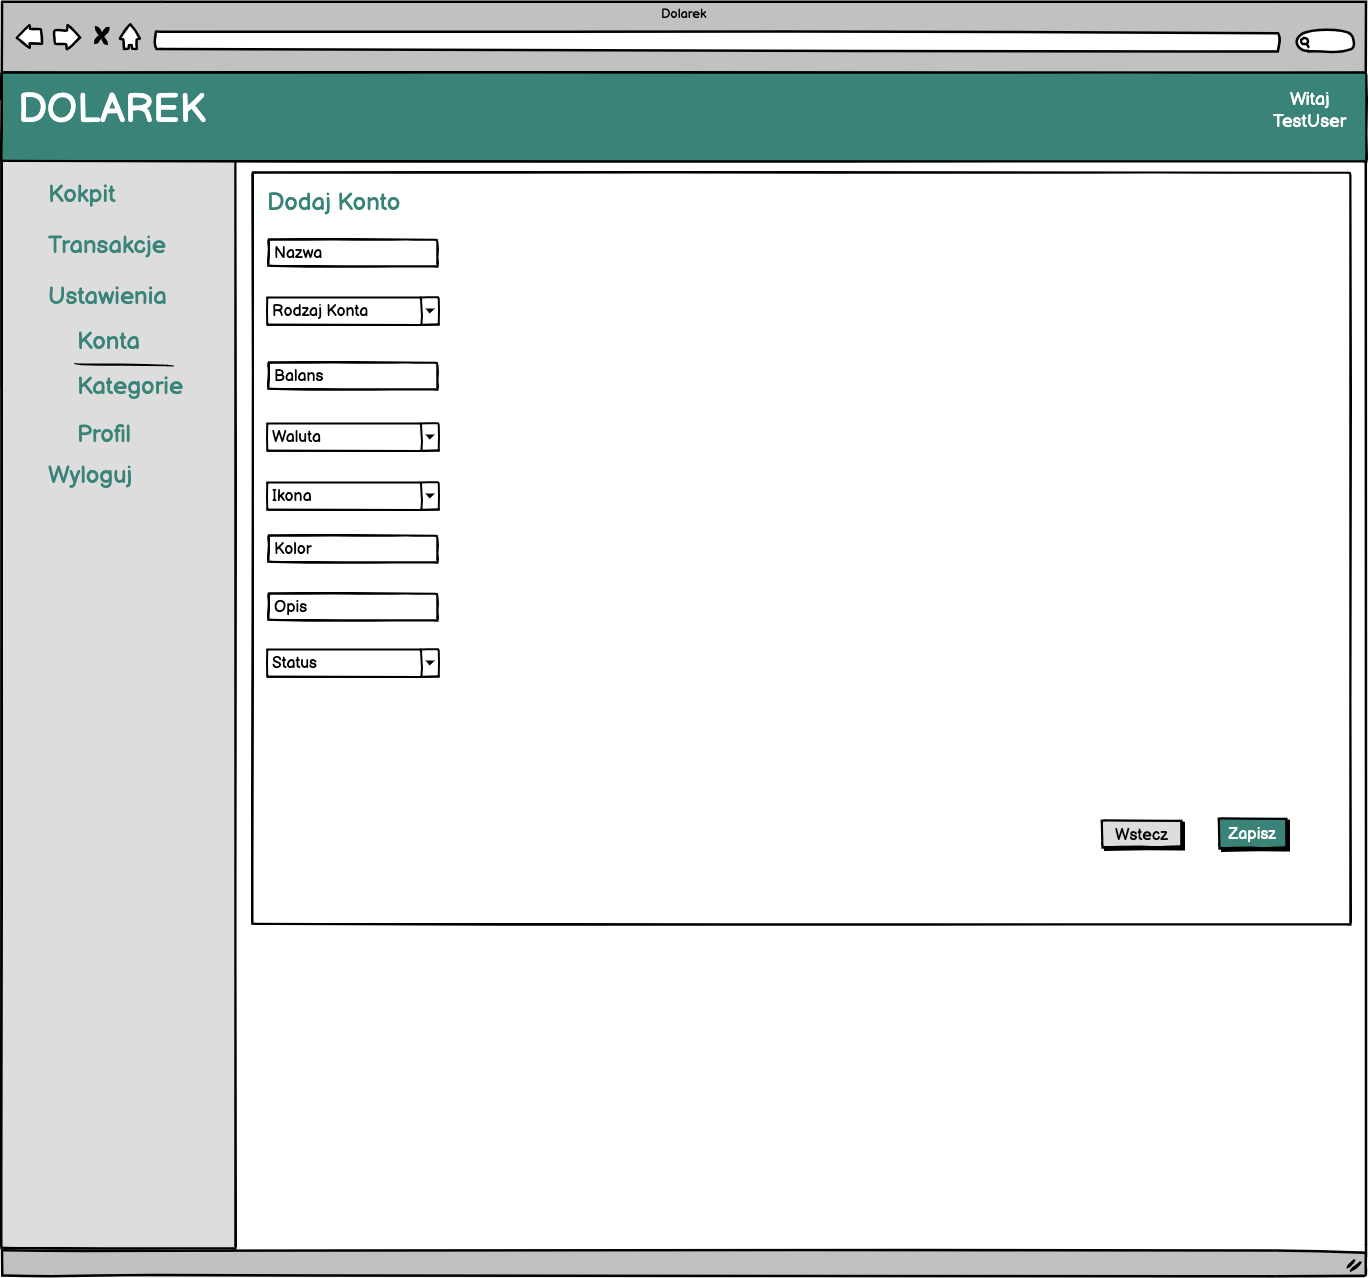 Dolarek
DOLAREK
Witaj
TestUser
Kokpit
Transakcje
Ustawienia
Konta
Kategorie
Profil
Wyloguj
Dodaj Konto
Nazwa
Rodzaj Konta
Balans
Waluta
Ikona
Kolor
Opis
Status
Wstecz
Zapisz